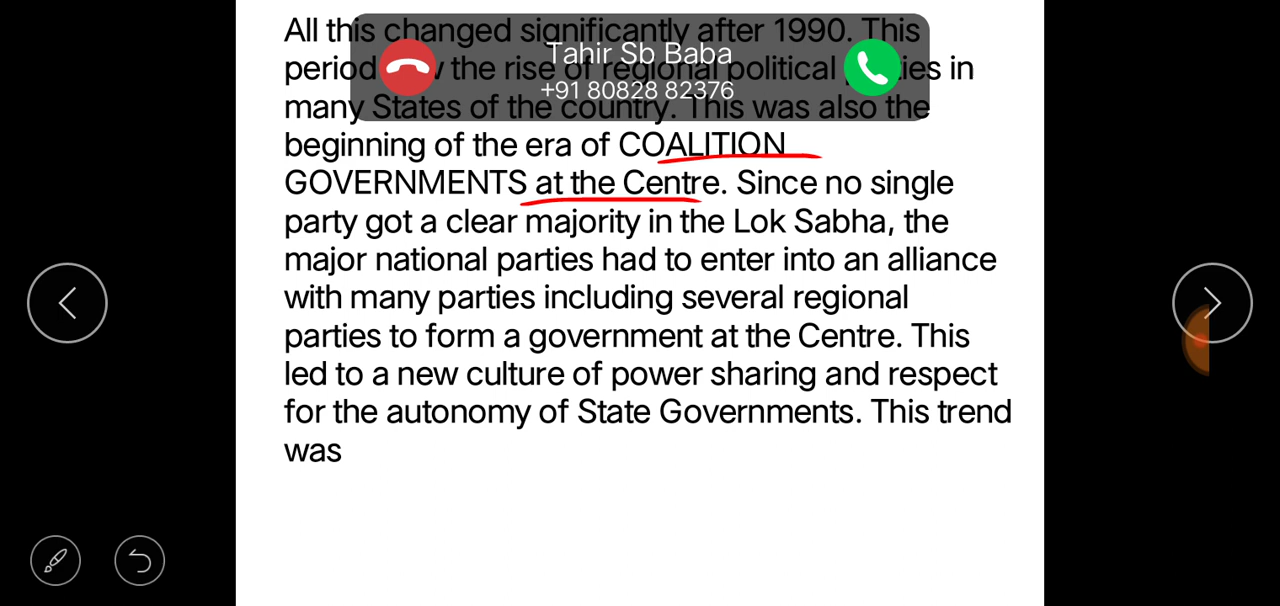 All this changed significantly after 1990. This
Tahir Sb Baba
period the rise of regional political in
+91 80828 82376
many States of the country. This was also the
beginning of the era of COALITION
GOVERNMENTS at the Centre. Since no single
party got a clear majority in the Lok Sabha, the
major national parties had to enter into an alliance
with many parties including several regional
parties to form a government at the Centre. This
led to a new culture of power sharing and respect
for the autonomy of State Governments. This trend
was